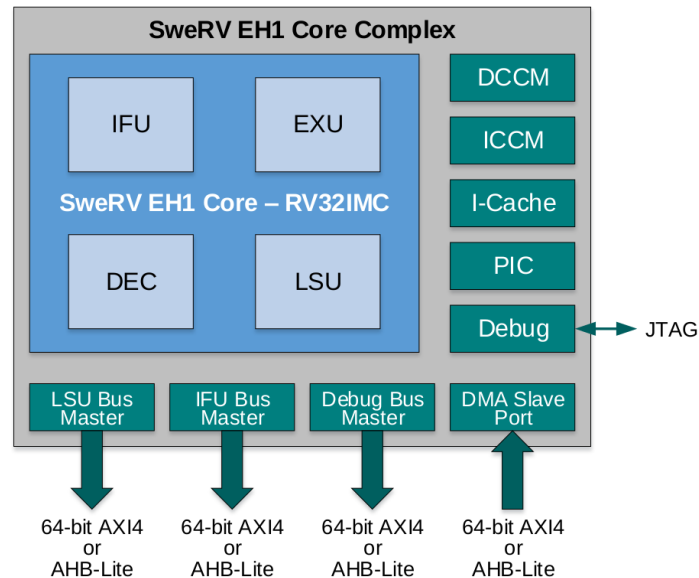 SweRV EH1 Core Complex
IFU
EXU
SweRV EH1 Core – RV32IMC
DEC
LSU
DCCM
ICCM
I-Cache
PIC
Debug
JTAG
LSU Bus
Master
IFU Bus
Master
Debug Bus
Master
DMA Slave
Port
64-bit AXI4
or
AHB-Lite
64-bit AXI4
or
AHB-Lite
64-bit AXI4
or
AHB-Lite
64-bit AXI4
or
AHB-Lite